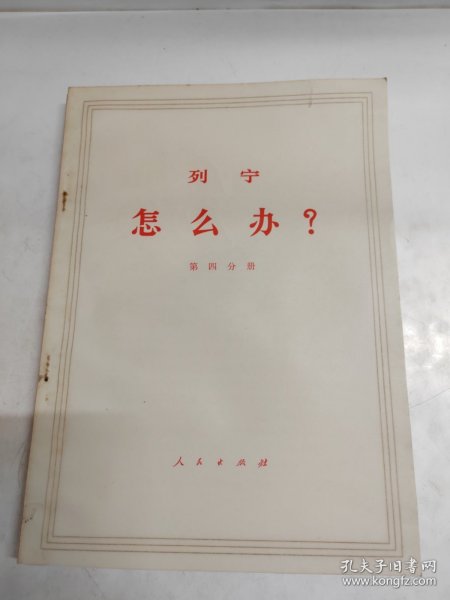 列宁
怎么办?
第四分册
人民出版社
孔夫子旧书网
www.kongfz.com